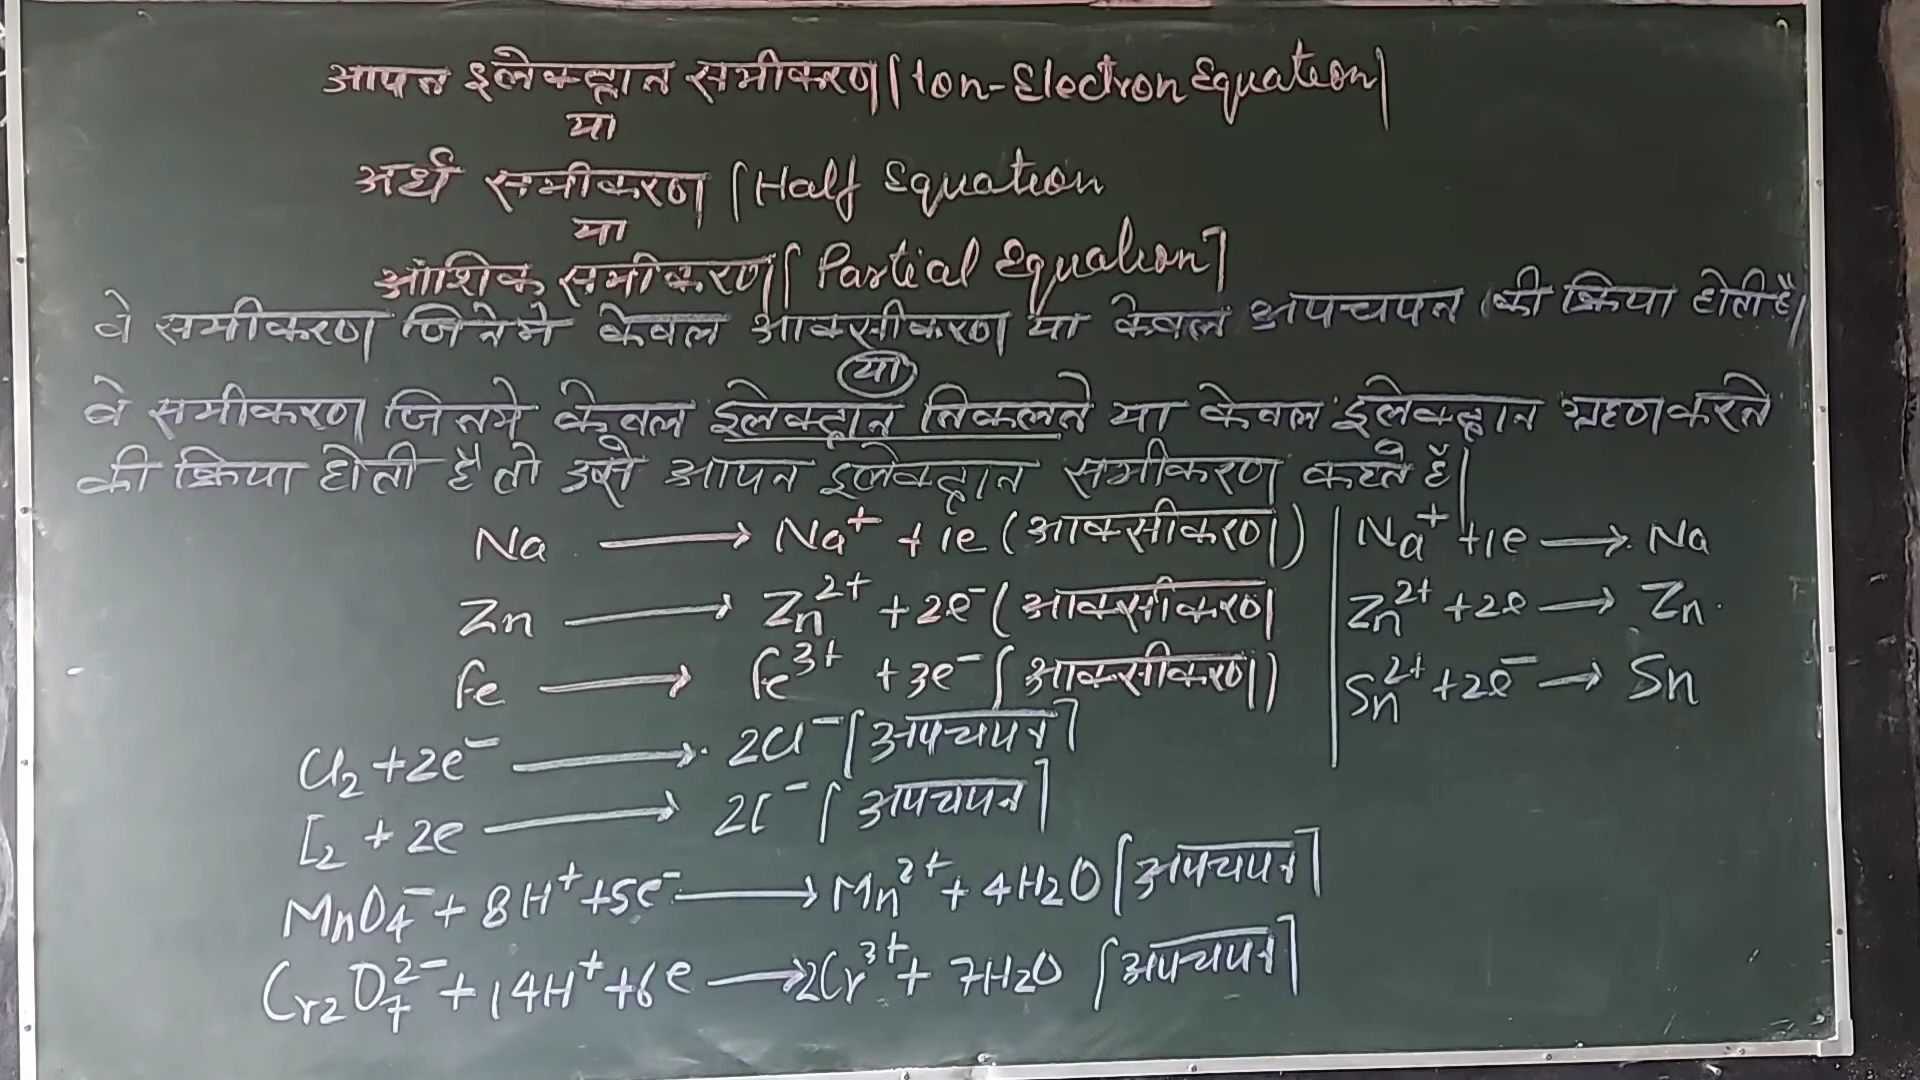 आयन इलेक्ट्रान समीकरण [Ion-Electron Equation]
या
अर्ध समीकरण [Half Equation
या
आंशिक समीकरण [Partial Equation]
वे समीकरण जिनमे केवल आक्सीकरण या केवल अपचयन की क्रिया होती है।
या
वे समीकरण जिनमे केवल इलेक्ट्रान निकलते या केवल इलेक्ट्रान ग्रहण करते
की क्रिया होती है तो उसे आयन इलेक्ट्रान समीकरण कहते हैं।
Na ⟶ Na⁺ + 1e (आक्सीकरण) | Na⁺ + 1e ⟶ Na
Zn ⟶ Zn²⁺ + 2e⁻ (आक्सीकरण | Zn²⁺ + 2e ⟶ Zn
Fe ⟶ Fe³⁺ + 3e⁻ [आक्सीकरण) | Sn²⁺ + 2e⁻ ⟶ Sn
Cl₂ + 2e⁻ ⟶ 2Cl⁻ [अपचयन]
I₂ + 2e ⟶ 2I⁻ [अपचयन]
MnO₄⁻ + 8H⁺ + 5e⁻ ⟶ Mn²⁺ + 4H₂O [अपचयन]
Cr₂O₇²⁻ + 14H⁺ + 6e ⟶ 2Cr³⁺ + 7H₂O [अपचयन]